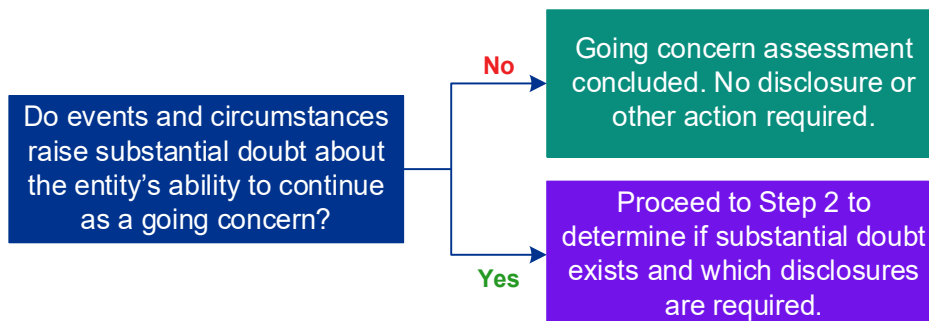 Do events and circumstances
raise substantial doubt about
the entity’s ability to continue
as a going concern?
No
Going concern assessment
concluded. No disclosure or
other action required.
Yes
Proceed to Step 2 to
determine if substantial doubt
exists and which disclosures
are required.